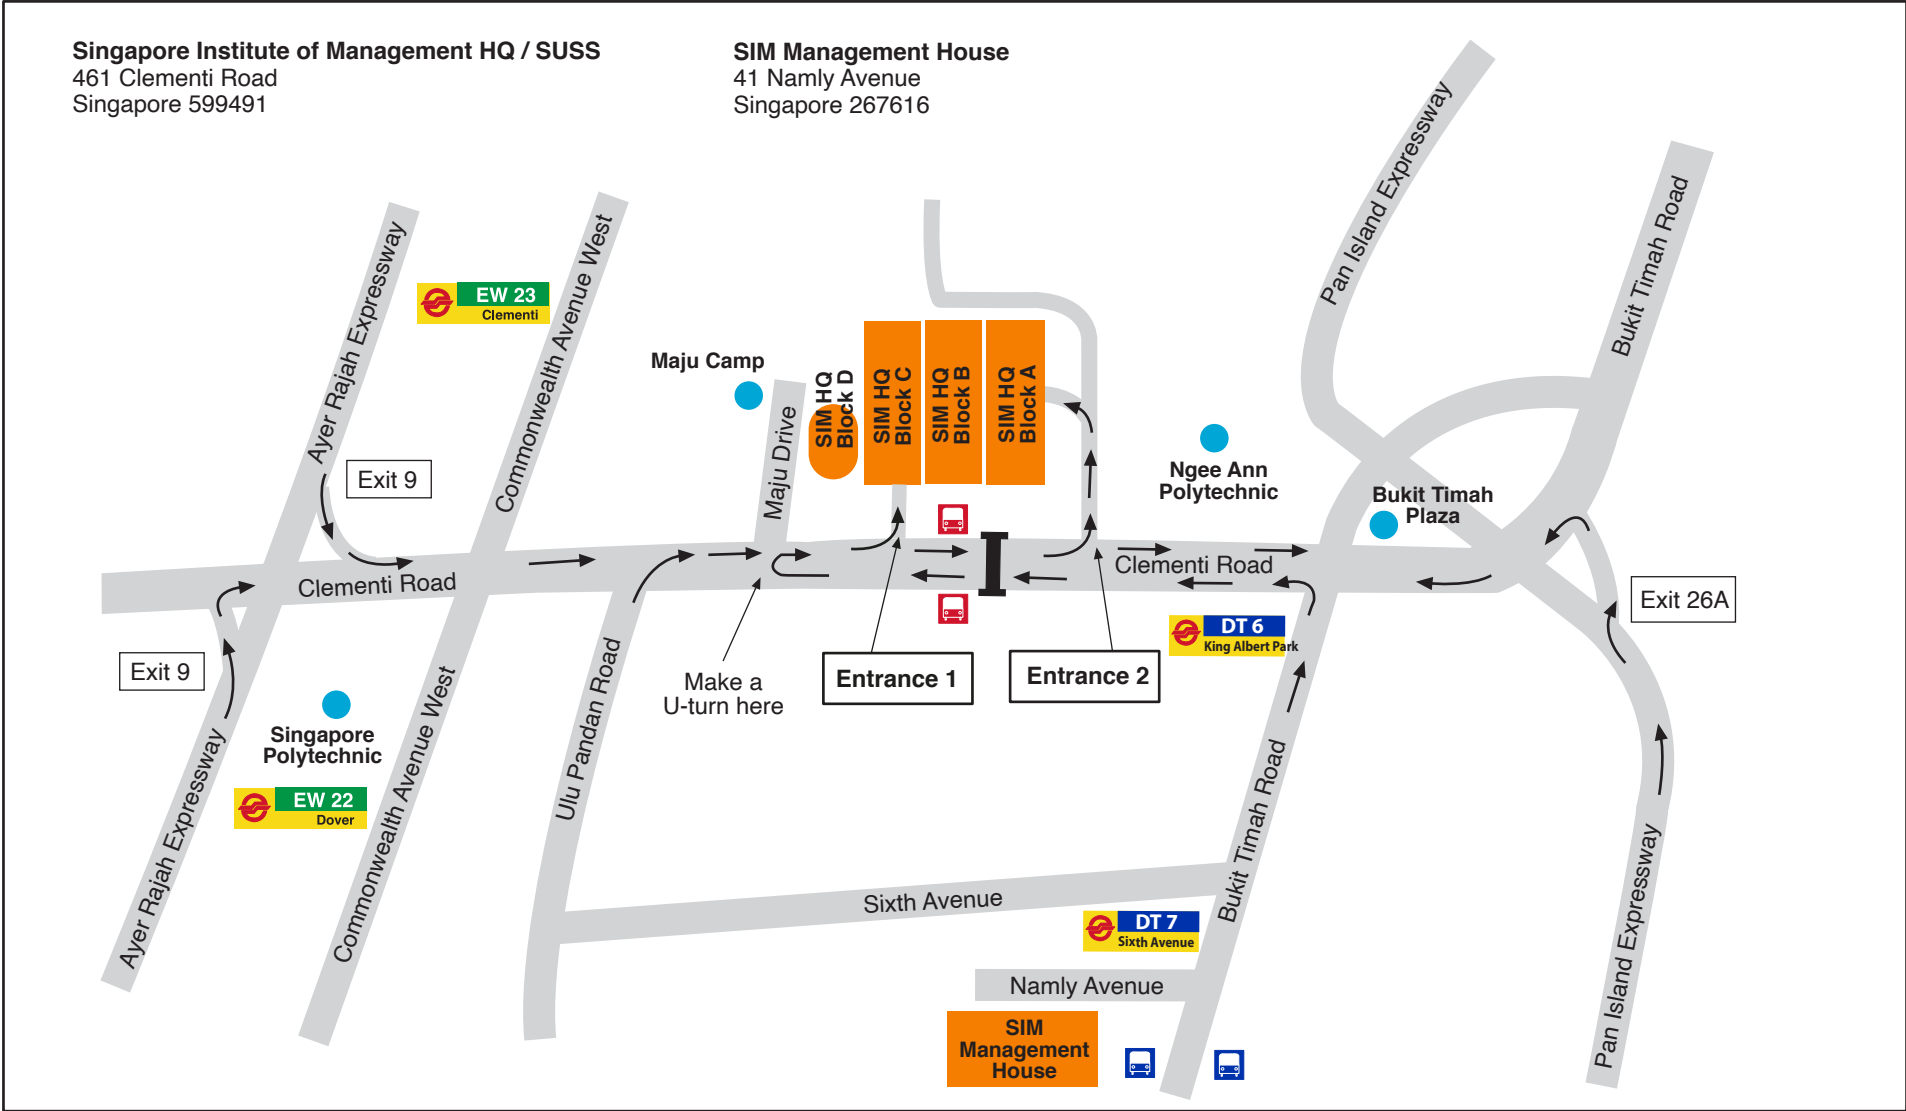 Singapore Institute of Management HQ / SUSS
461 Clementi Road
Singapore 599491
SIM Management House
41 Namly Avenue
Singapore 267616
Pan Island Expressway
Bukit Timah Road
Ayer Rajah Expressway
EW 23
Clementi
Commonwealth Avenue West
Maju Camp
Maju Drive
SIM HQ
Block D
SIM HQ
Block C
SIM HQ
Block B
SIM HQ
Block A
Exit 9
Ngee Ann
Polytechnic
Bukit Timah
Plaza
Clementi Road
Clementi Road
Exit 26A
Exit 9
DT 6
King Albert Park
Make a
U-turn here
Entrance 1
Entrance 2
Singapore
Polytechnic
EW 22
Dover
Ayer Rajah Expressway
Commonwealth Avenue West
Ulu Pandan Road
Bukit Timah Road
Sixth Avenue
DT 7
Sixth Avenue
Pan Island Expressway
Namly Avenue
SIM
Management
House